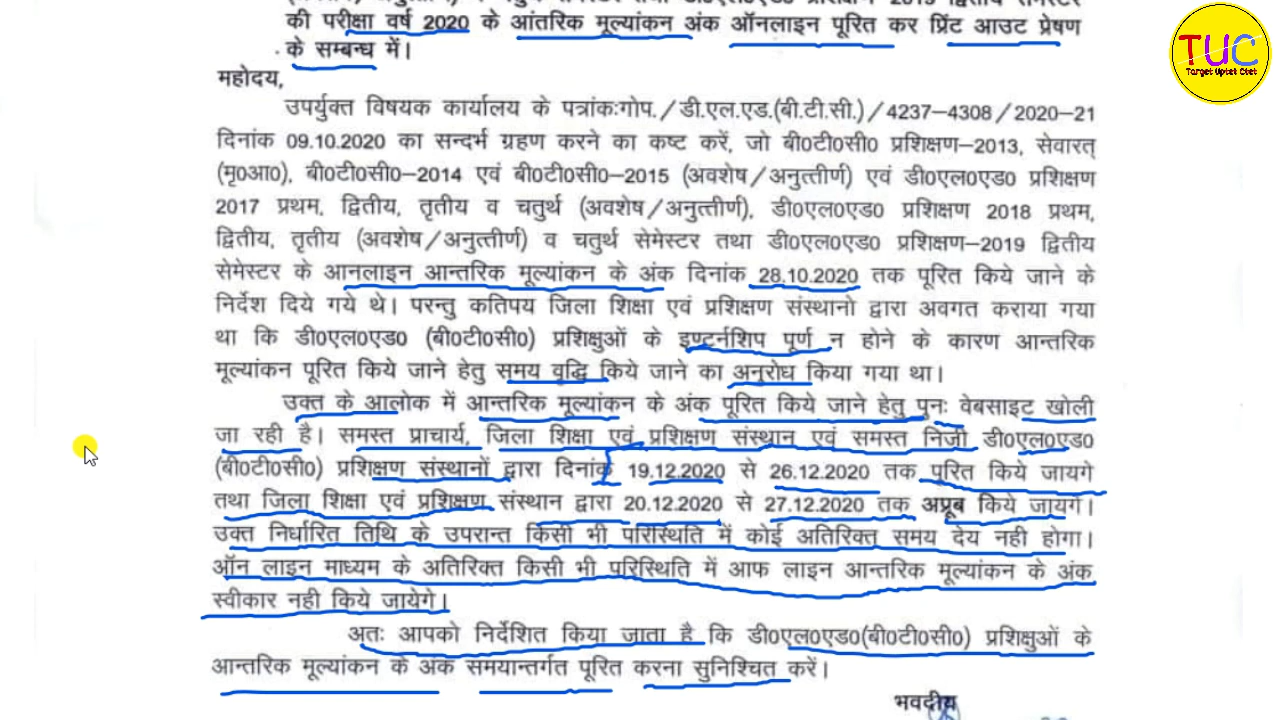 की परीक्षा वर्ष 2020 के आंतरिक मूल्यांकन अंक ऑनलाइन पूरित कर प्रिंट आउट प्रेषण
के सम्बन्ध में।
TUC
Target Uptet Ctet
महोदय,
उपर्युक्त विषयक कार्यालय के पत्रांकःगोप./डी.एल.एड.(बी.टी.सी.)/4237–4308/2020–21
दिनांक 09.10.2020 का सन्दर्भ ग्रहण करने का कष्ट करें, जो बी0टी0सी0 प्रशिक्षण–2013, सेवारत्
(मृ0आ0), बी0टी0सी0–2014 एवं बी0टी0सी0–2015 (अवशेष/अनुत्तीर्ण) एवं डी0एल0एड0 प्रशिक्षण
2017 प्रथम, द्वितीय, तृतीय व चतुर्थ (अवशेष/अनुत्तीर्ण), डी0एल0एड0 प्रशिक्षण 2018 प्रथम,
द्वितीय, तृतीय (अवशेष/अनुत्तीर्ण) व चतुर्थ सेमेस्टर तथा डी0एल0एड0 प्रशिक्षण–2019 द्वितीय
सेमेस्टर के आनलाइन आन्तरिक मूल्यांकन के अंक दिनांक 28.10.2020 तक पूरित किये जाने के
निर्देश दिये गये थे। परन्तु कतिपय जिला शिक्षा एवं प्रशिक्षण संस्थानो द्वारा अवगत कराया गया
था कि डी0एल0एड0 (बी0टी0सी0) प्रशिक्षुओं के इण्टर्नशिप पूर्ण न होने के कारण आन्तरिक
मूल्यांकन पूरित किये जाने हेतु समय वृद्धि किये जाने का अनुरोध किया गया था।
उक्त के आलोक में आन्तरिक मूल्यांकन के अंक पूरित किये जाने हेतु पुनः वेबसाइट खोली
जा रही है। समस्त प्राचार्य, जिला शिक्षा एवं प्रशिक्षण संस्थान एवं समस्त निजी डी0एल0एड0
(बी0टी0सी0) प्रशिक्षण संस्थानों द्वारा दिनांक 19.12.2020 से 26.12.2020 तक पूरित किये जायगे
तथा जिला शिक्षा एवं प्रशिक्षण संस्थान द्वारा 20.12.2020 से 27.12.2020 तक अप्रूब किये जायगे।
उक्त निर्धारित तिथि के उपरान्त किसी भी परिस्थिति में कोई अतिरिक्त समय देय नही होगा।
ऑन लाइन माध्यम के अतिरिक्त किसी भी परिस्थिति में आफ लाइन आन्तरिक मूल्यांकन के अंक
स्वीकार नही किये जायेगे।
अतः आपको निर्देशित किया जाता है कि डी0एल0एड0(बी0टी0सी0) प्रशिक्षुओं के
आन्तरिक मूल्यांकन के अंक समयान्तर्गत पूरित करना सुनिश्चित करें।
भवदीय